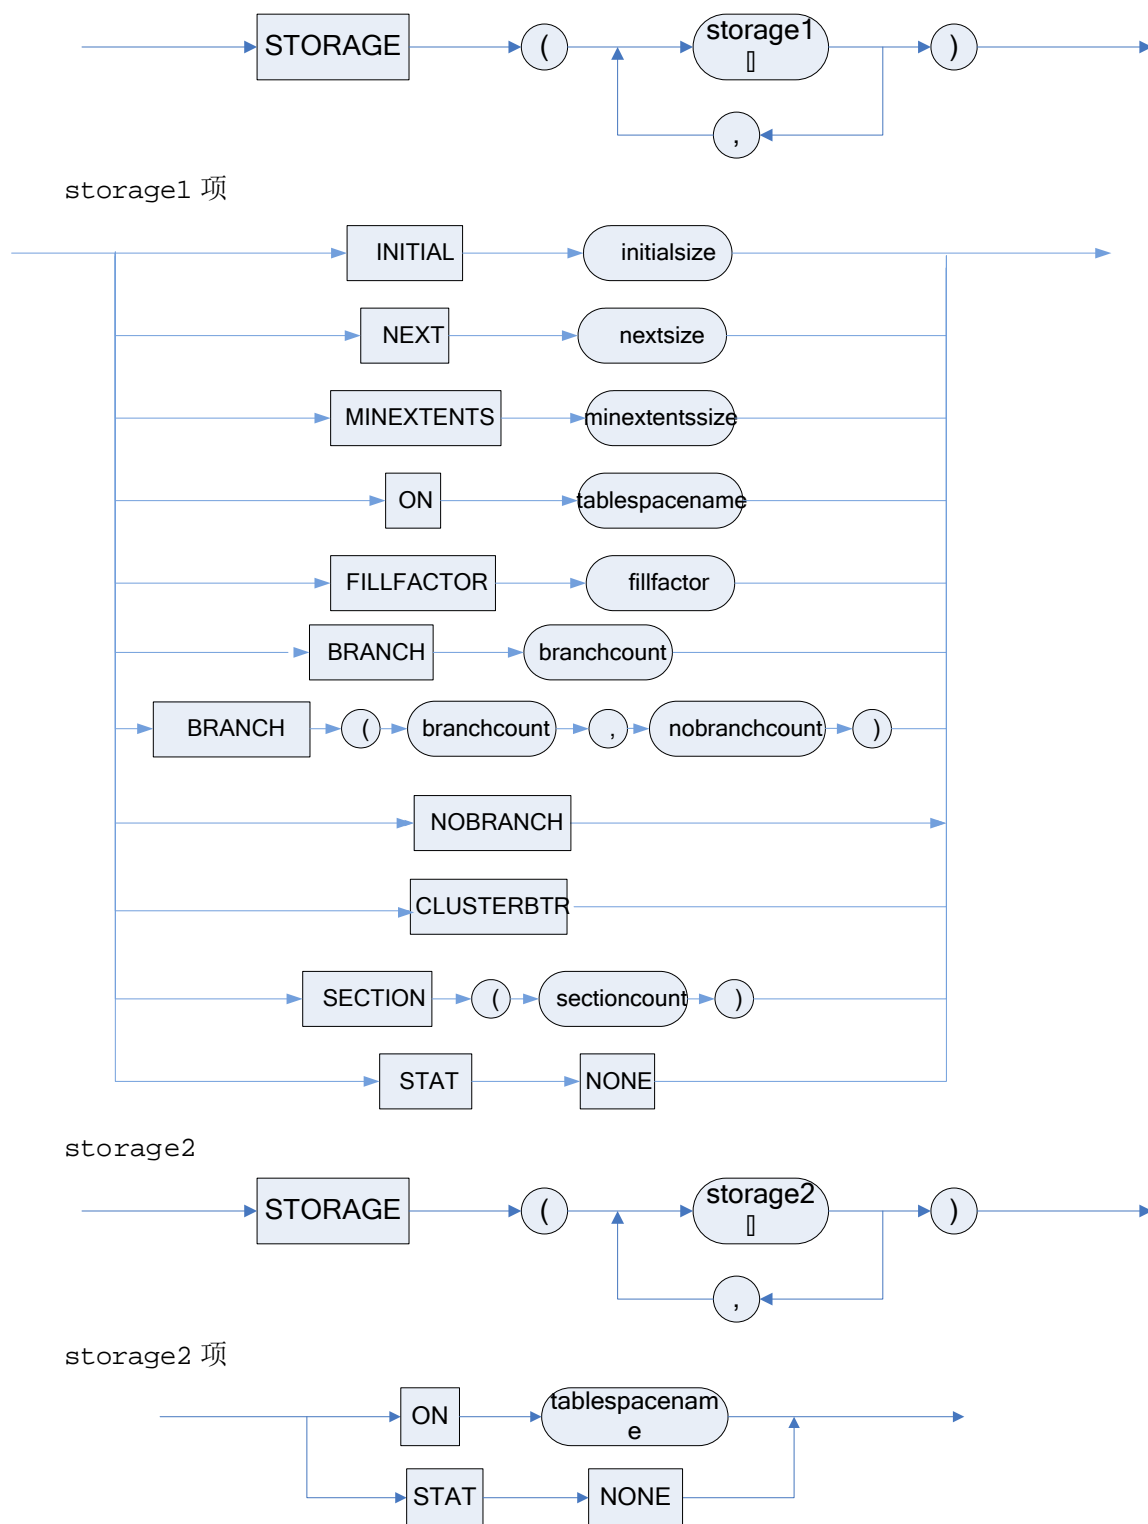 STORAGE ( storage1 )
▯
,
storage1 项
INITIAL initialsize
NEXT nextsize
MINEXTENTS minextentssize
ON tablespacename
FILLFACTOR fillfactor
BRANCH branchcount
BRANCH ( branchcount , nobranchcount )
NOBRANCH
CLUSTERBTR
SECTION ( sectioncount )
STAT NONE
storage2
STORAGE ( storage2 )
▯
,
storage2 项
ON tablespacenam
e
STAT NONE